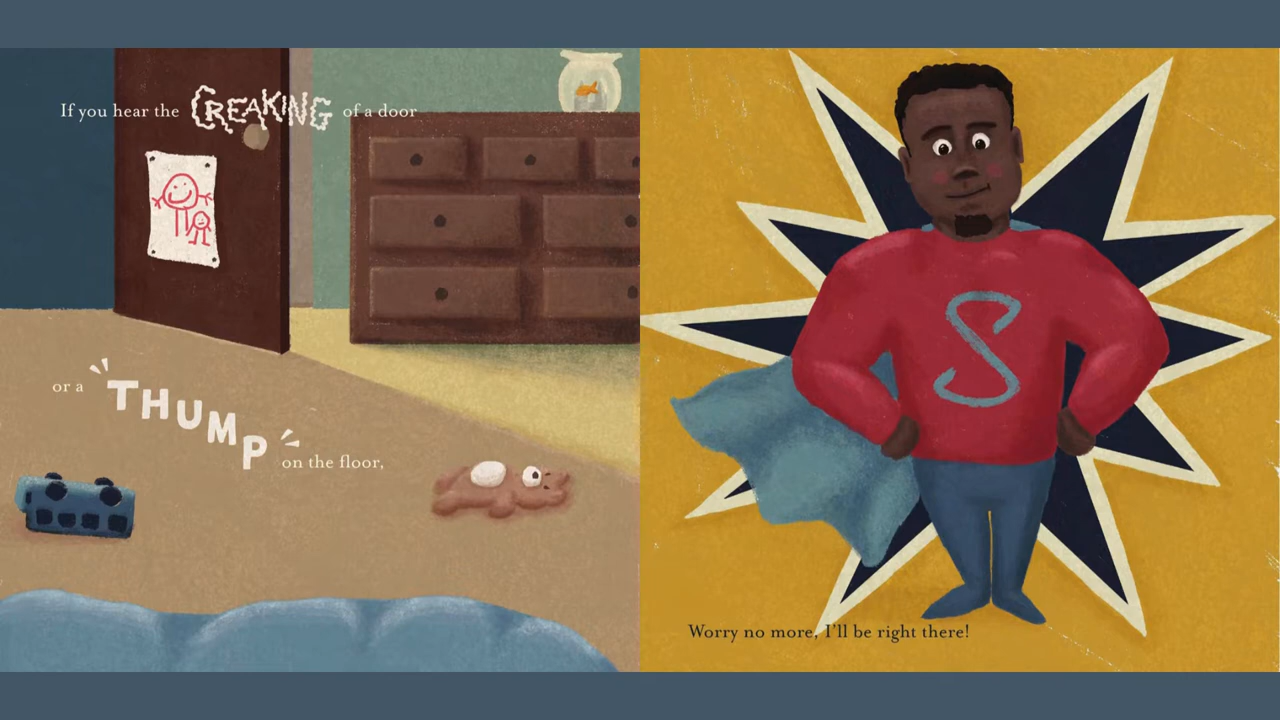 If you hear the CREAKING of a door
or a THUMP
on the floor,
S
Worry no more, I'll be right there!